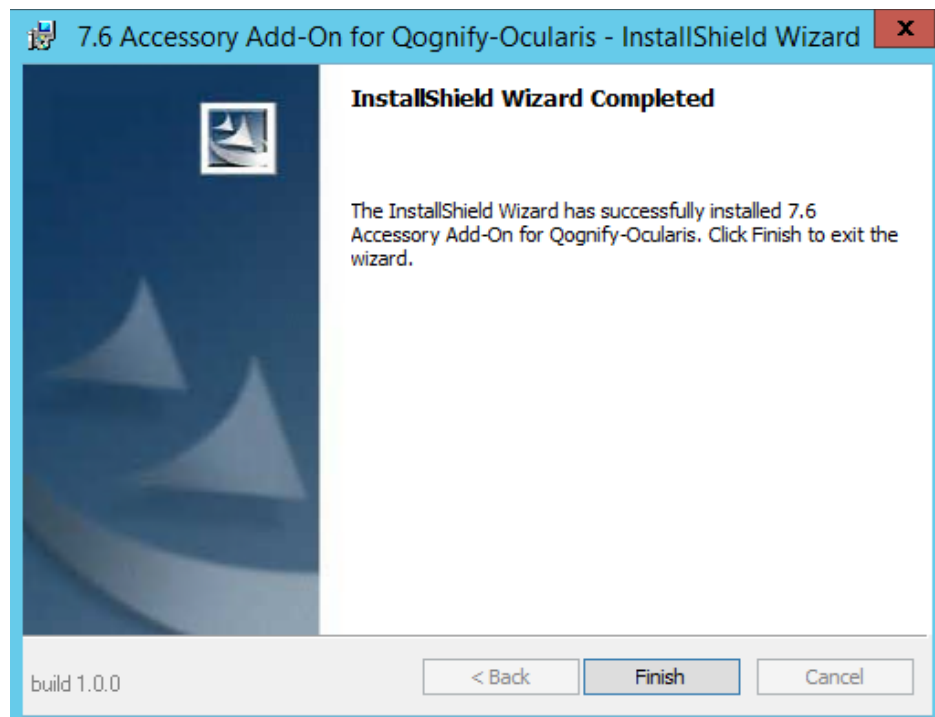 7.6 Accessory Add-On for Qognify-Ocularis - InstallShield Wizard
x
InstallShield Wizard Completed
The InstallShield Wizard has successfully installed 7.6
Accessory Add-On for Qognify-Ocularis. Click Finish to exit the
wizard.
build 1.0.0
< Back
Finish
Cancel